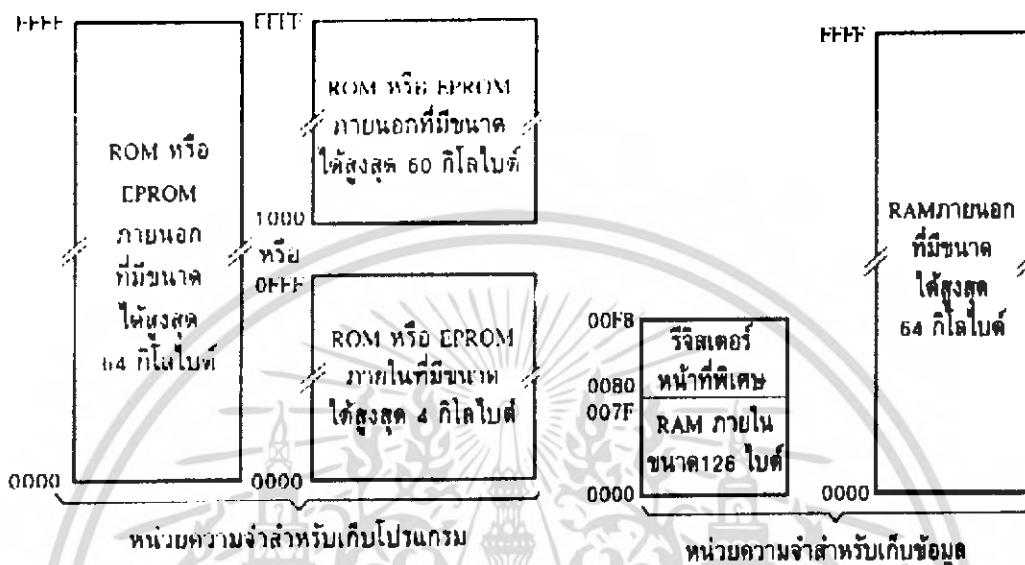 FFFF
ROM หรือ
EPROM
ภายนอก
ที่มีขนาด
ได้สูงสุด
64 กิโลไบต์
0000
FFFF
ROM หรือ EPROM
ภายนอกที่มีขนาด
ได้สูงสุด 60 กิโลไบต์
1000
หรือ
0FFF
ROM หรือ EPROM
ภายในที่มีขนาด
ได้สูงสุด 4 กิโลไบต์
0000
หน่วยความจำสำหรับเก็บโปรแกรม
00F8
รีจิสเตอร์
หน้าที่พิเศษ
0080
007F
RAM ภายใน
ขนาด128 ไบต์
0000
FFFF
RAMภายนอก
ที่มีขนาด
ได้สูงสุด
64 กิโลไบต์
0000
หน่วยความจำสำหรับเก็บข้อมูล